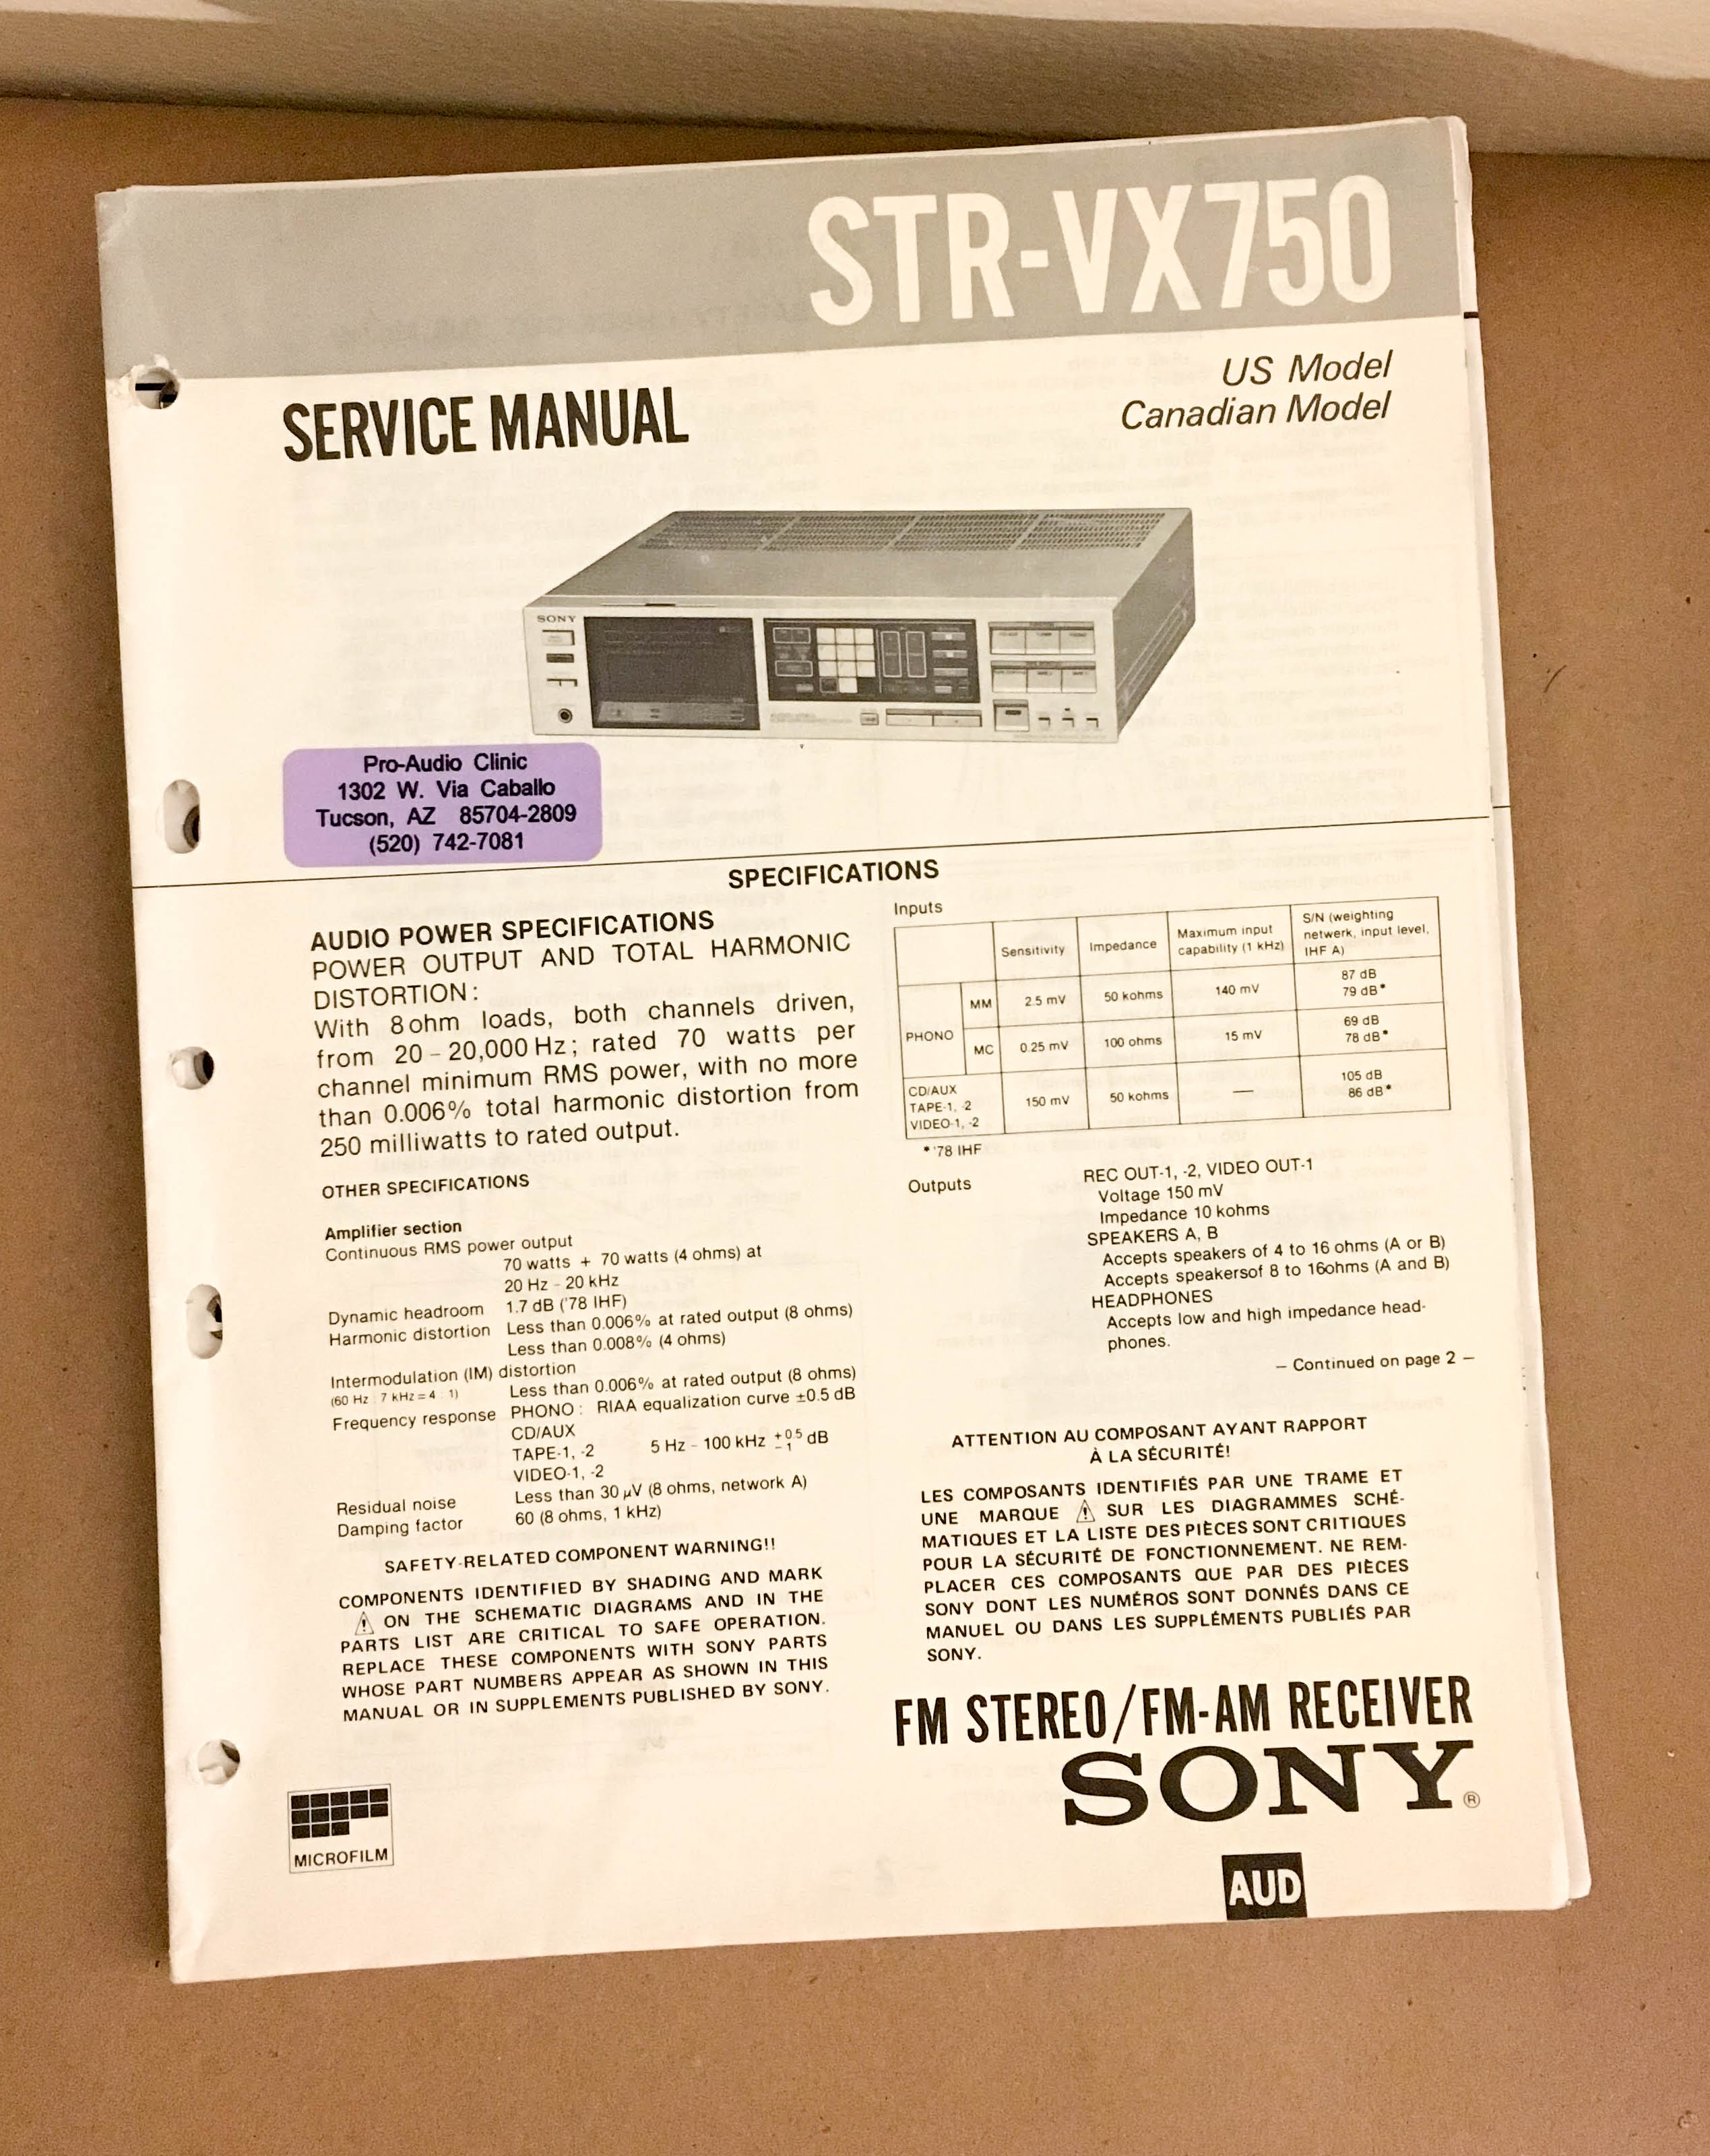 STR-VX750
SERVICE MANUAL
US Model
Canadian Model
SONY
Pro-Audio Clinic
1302 W. Via Caballo
Tucson, AZ 85704-2809
(520) 742-7081
SPECIFICATIONS
AUDIO POWER SPECIFICATIONS
POWER OUTPUT AND TOTAL HARMONIC
DISTORTION:
With 8 ohm loads, both channels driven,
from 20 – 20,000 Hz; rated 70 watts per
channel minimum RMS power, with no more
than 0.006% total harmonic distortion from
250 milliwatts to rated output.
OTHER SPECIFICATIONS
Amplifier section
Continuous RMS power output
70 watts + 70 watts (4 ohms) at
20 Hz – 20 kHz
Dynamic headroom 1.7 dB ('78 IHF)
Harmonic distortion Less than 0.006% at rated output (8 ohms)
Less than 0.008% (4 ohms)
Intermodulation (IM) distortion
(60 Hz : 7 kHz = 4 : 1) Less than 0.006% at rated output (8 ohms)
Frequency response PHONO : RIAA equalization curve ±0.5 dB
CD/AUX
TAPE-1, -2 5 Hz – 100 kHz +0.5 −1 dB
VIDEO-1, -2
Residual noise Less than 30 μV (8 ohms, network A)
Damping factor 60 (8 ohms, 1 kHz)
SAFETY-RELATED COMPONENT WARNING!!
COMPONENTS IDENTIFIED BY SHADING AND MARK
⚠ ON THE SCHEMATIC DIAGRAMS AND IN THE
PARTS LIST ARE CRITICAL TO SAFE OPERATION.
REPLACE THESE COMPONENTS WITH SONY PARTS
WHOSE PART NUMBERS APPEAR AS SHOWN IN THIS
MANUAL OR IN SUPPLEMENTS PUBLISHED BY SONY.
MICROFILM
Inputs
Sensitivity Impedance Maximum input capability (1 kHz) S/N (weighting netwerk, input level, IHF A)
PHONO MM 2.5 mV 50 kohms 140 mV 87 dB 79 dB*
MC 0.25 mV 100 ohms 15 mV 69 dB 78 dB*
CD/AUX TAPE-1, -2 VIDEO-1, -2 150 mV 50 kohms — 105 dB 86 dB*
* '78 IHF
Outputs REC OUT-1, -2, VIDEO OUT-1
Voltage 150 mV
Impedance 10 kohms
SPEAKERS A, B
Accepts speakers of 4 to 16 ohms (A or B)
Accepts speakersof 8 to 16ohms (A and B)
HEADPHONES
Accepts low and high impedance head-
phones.
– Continued on page 2 –
ATTENTION AU COMPOSANT AYANT RAPPORT
À LA SÉCURITÉ!
LES COMPOSANTS IDENTIFIÉS PAR UNE TRAME ET
UNE MARQUE ⚠ SUR LES DIAGRAMMES SCHÉ-
MATIQUES ET LA LISTE DES PIÈCES SONT CRITIQUES
POUR LA SÉCURITÉ DE FONCTIONNEMENT. NE REM-
PLACER CES COMPOSANTS QUE PAR DES PIÈCES
SONY DONT LES NUMÉROS SONT DONNÉS DANS CE
MANUEL OU DANS LES SUPPLÉMENTS PUBLIÉS PAR
SONY.
FM STEREO/FM-AM RECEIVER
SONY®
AUD